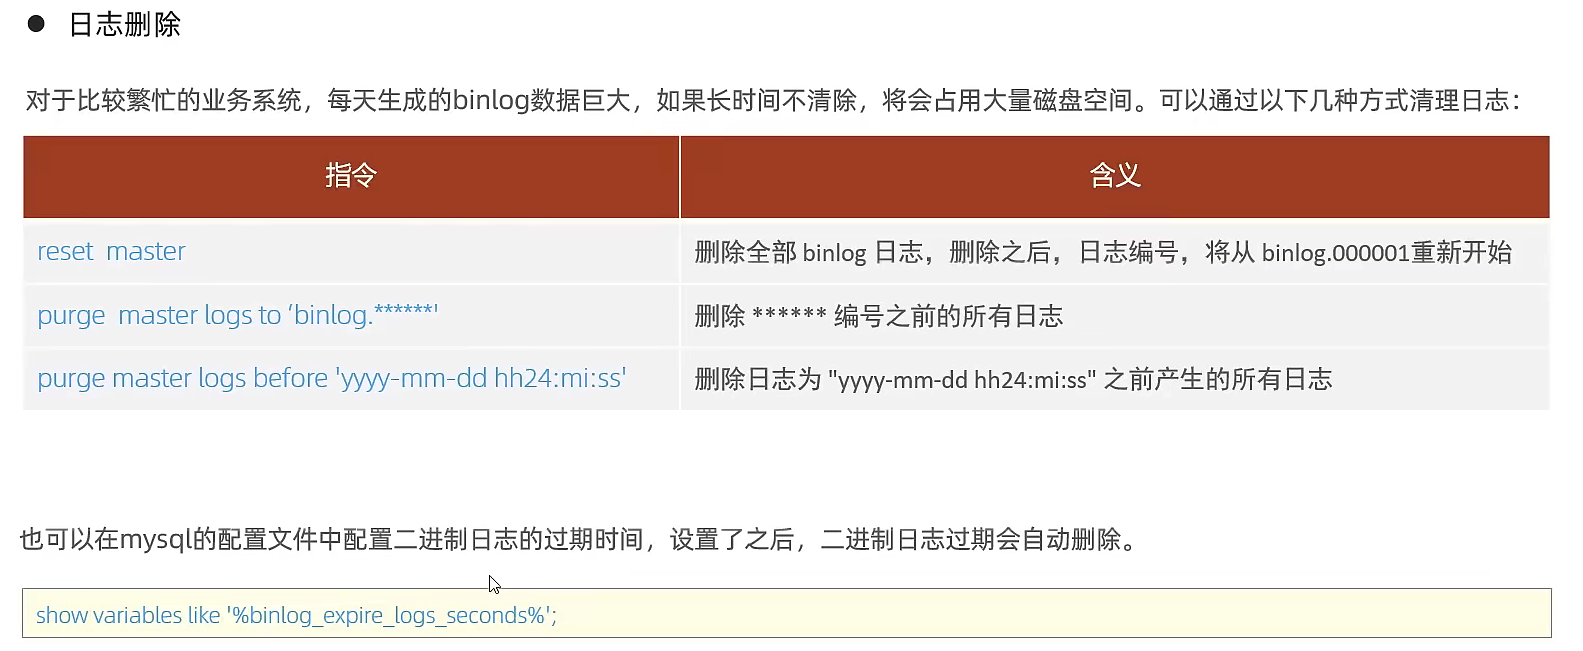 ● 日志删除
对于比较繁忙的业务系统，每天生成的binlog数据巨大，如果长时间不清除，将会占用大量磁盘空间。可以通过以下几种方式清理日志：
指令 含义
reset master 删除全部 binlog 日志，删除之后，日志编号，将从 binlog.000001重新开始
purge master logs to ‘binlog.******' 删除 ****** 编号之前的所有日志
purge master logs before 'yyyy-mm-dd hh24:mi:ss' 删除日志为 "yyyy-mm-dd hh24:mi:ss" 之前产生的所有日志
也可以在mysql的配置文件中配置二进制日志的过期时间，设置了之后，二进制日志过期会自动删除。
show variables like '%binlog_expire_logs_seconds%';